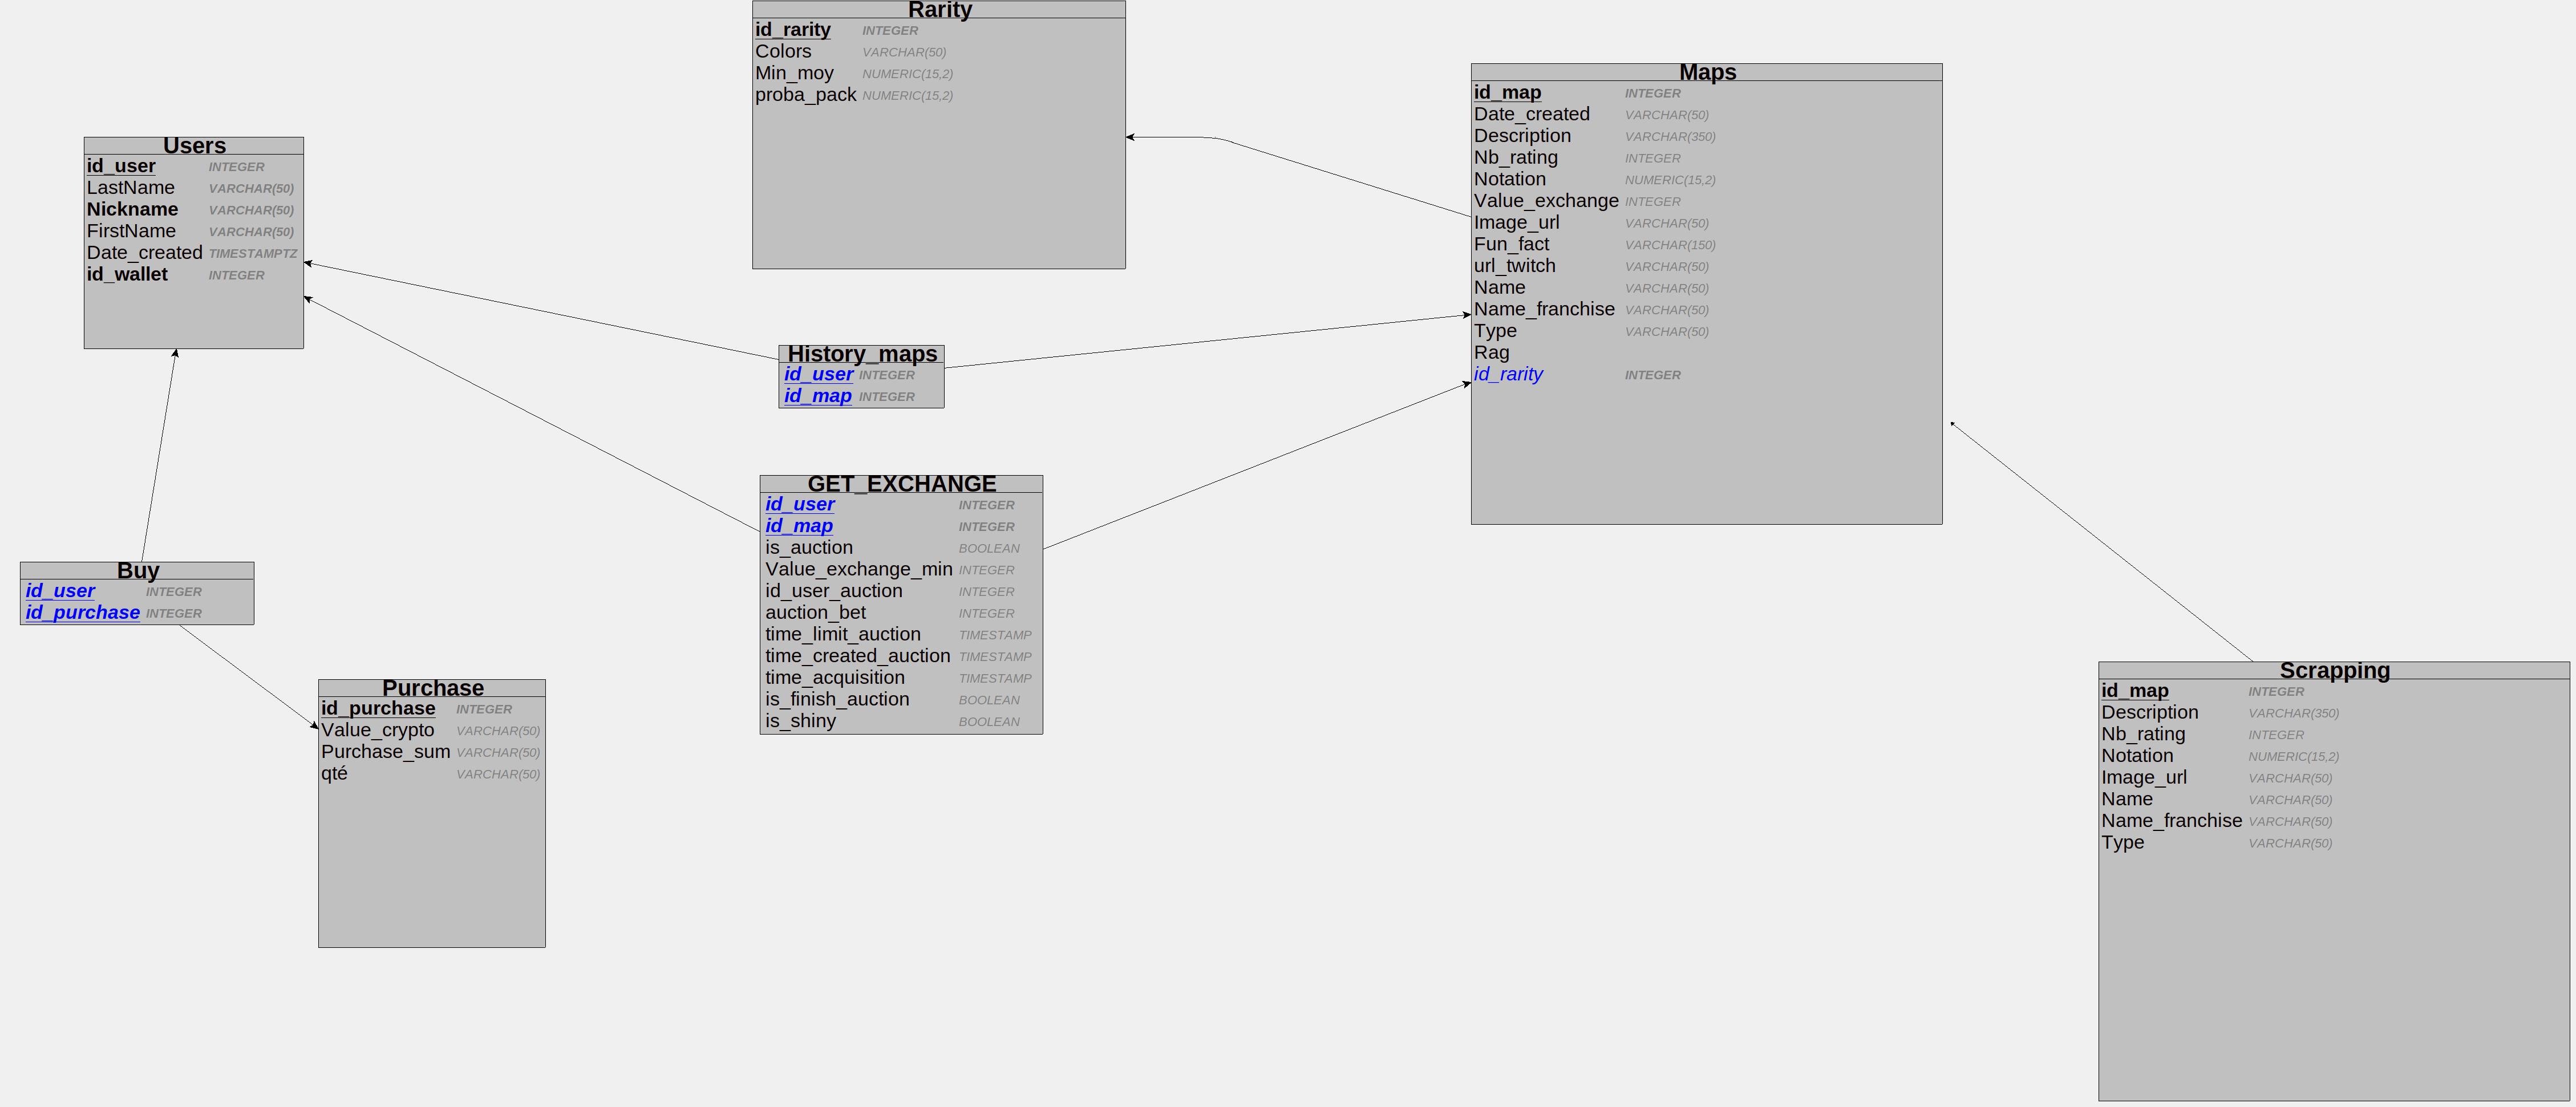 Rarity
id_rarity INTEGER
Colors VARCHAR(50)
Min_moy NUMERIC(15,2)
proba_pack NUMERIC(15,2)
Maps
id_map INTEGER
Date_created VARCHAR(50)
Description VARCHAR(350)
Nb_rating INTEGER
Notation NUMERIC(15,2)
Value_exchange INTEGER
Image_url VARCHAR(50)
Fun_fact VARCHAR(150)
url_twitch VARCHAR(50)
Name VARCHAR(50)
Name_franchise VARCHAR(50)
Type VARCHAR(50)
Rag
id_rarity INTEGER
Users
id_user INTEGER
LastName VARCHAR(50)
Nickname VARCHAR(50)
FirstName VARCHAR(50)
Date_created TIMESTAMPTZ
id_wallet INTEGER
History_maps
id_user INTEGER
id_map INTEGER
GET_EXCHANGE
id_user INTEGER
id_map INTEGER
is_auction BOOLEAN
Value_exchange_min INTEGER
id_user_auction INTEGER
auction_bet INTEGER
time_limit_auction TIMESTAMP
time_created_auction TIMESTAMP
time_acquisition TIMESTAMP
is_finish_auction BOOLEAN
is_shiny BOOLEAN
Buy
id_user INTEGER
id_purchase INTEGER
Purchase
id_purchase INTEGER
Value_crypto VARCHAR(50)
Purchase_sum VARCHAR(50)
qté VARCHAR(50)
Scrapping
id_map INTEGER
Description VARCHAR(350)
Nb_rating INTEGER
Notation NUMERIC(15,2)
Image_url VARCHAR(50)
Name VARCHAR(50)
Name_franchise VARCHAR(50)
Type VARCHAR(50)